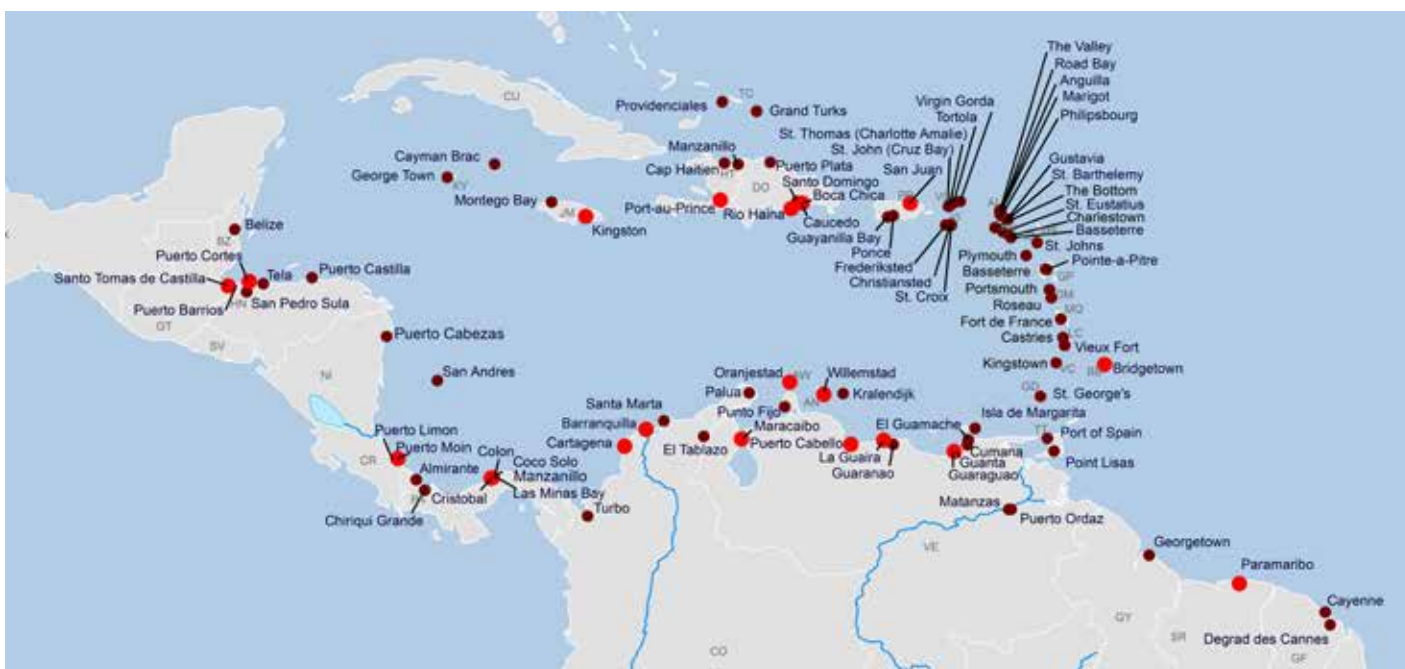 The Valley
Road Bay
Anguilla
Marigot
Philipsbourg
CU
TC
Providenciales
Grand Turks
Virgin Gorda
Tortola
St. Thomas (Charlotte Amalie)
St. John (Cruz Bay)
San Juan
Manzanillo
Cayman Brac
Cap Haitien
HT
Puerto Plata
DO
Gustavia
St. Barthelemy
The Bottom
St. Eustatius
Charlestown
Basseterre
George Town
KY
Santo Domingo
Boca Chica
Montego Bay
JM
Port-au-Prince
Rio Haina
Caucedo
Kingston
Guayanilla Bay
Ponce
Frederiksted
Christiansted
St. Croix
St. Johns
Plymouth
Basseterre
Pointe-a-Pitre
GP
Portsmouth
DM
Roseau
MQ
Fort de France
LC
Castries
Vieux Fort
Kingstown
VC
Bridgetown
Belize
BZ
Puerto Cortes
Santo Tomas de Castilla
Tela
Puerto Castilla
Puerto Barrios
HN
San Pedro Sula
GT
SV
Puerto Cabezas
NI
San Andres
Oranjestad
AW
Willemstad
Palua
AN
Kralendijk
GD
St. George's
Santa Marta
Punto Fijo
Isla de Margarita
Barranquilla
El Guamache
TT
Port of Spain
Puerto Limon
Cartagena
El Tablazo
Maracaibo
Puerto Cabello
Cumana
Puerto Moin
Colon
La Guaira
Guanta
Point Lisas
CR
Almirante
Coco Solo
Manzanillo
Guaranao
Guaraguao
Cristobal
Las Minas Bay
Chiriqui Grande
Turbo
Matanzas
Puerto Ordaz
VE
Georgetown
Paramaribo
Cayenne
GY
SR
Degrad des Cannes
CO
GF